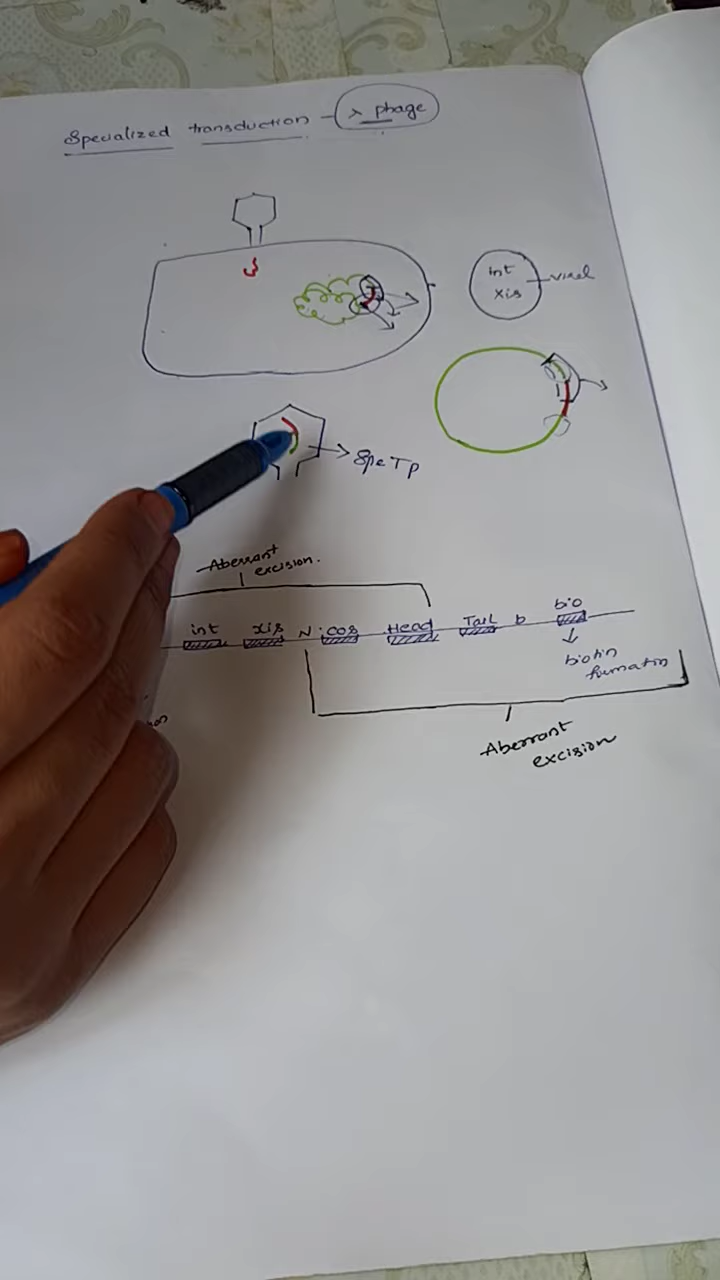 Specialized transduction - λ phage
int
xis
viral
Spe Tp
Aberrant
excision.
int xis N cos Head Tail b bio
biotin
formation
Aberrant
excision